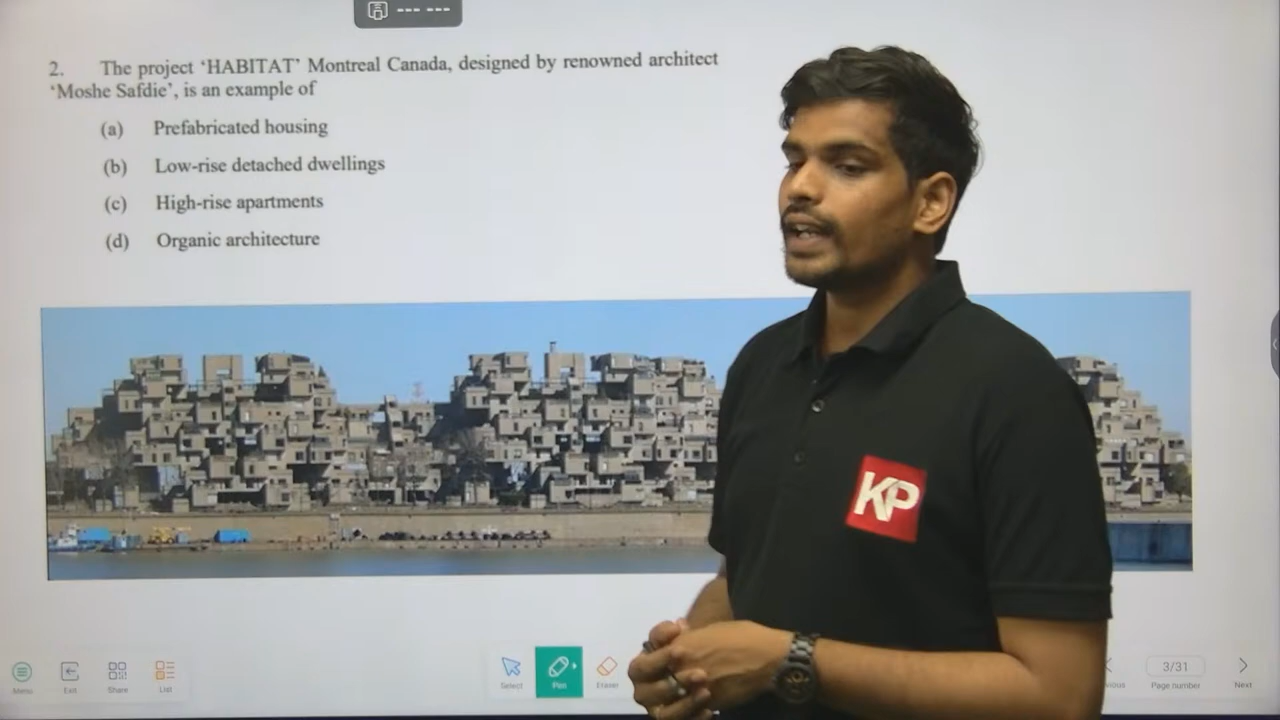 2. The project ‘HABITAT’ Montreal Canada, designed by renowned architect
‘Moshe Safdie’, is an example of
(a) Prefabricated housing
(b) Low-rise detached dwellings
(c) High-rise apartments
(d) Organic architecture
KP
Menu
Exit
Share
List
Select
Pen
Eraser
3/31
Page number
Next